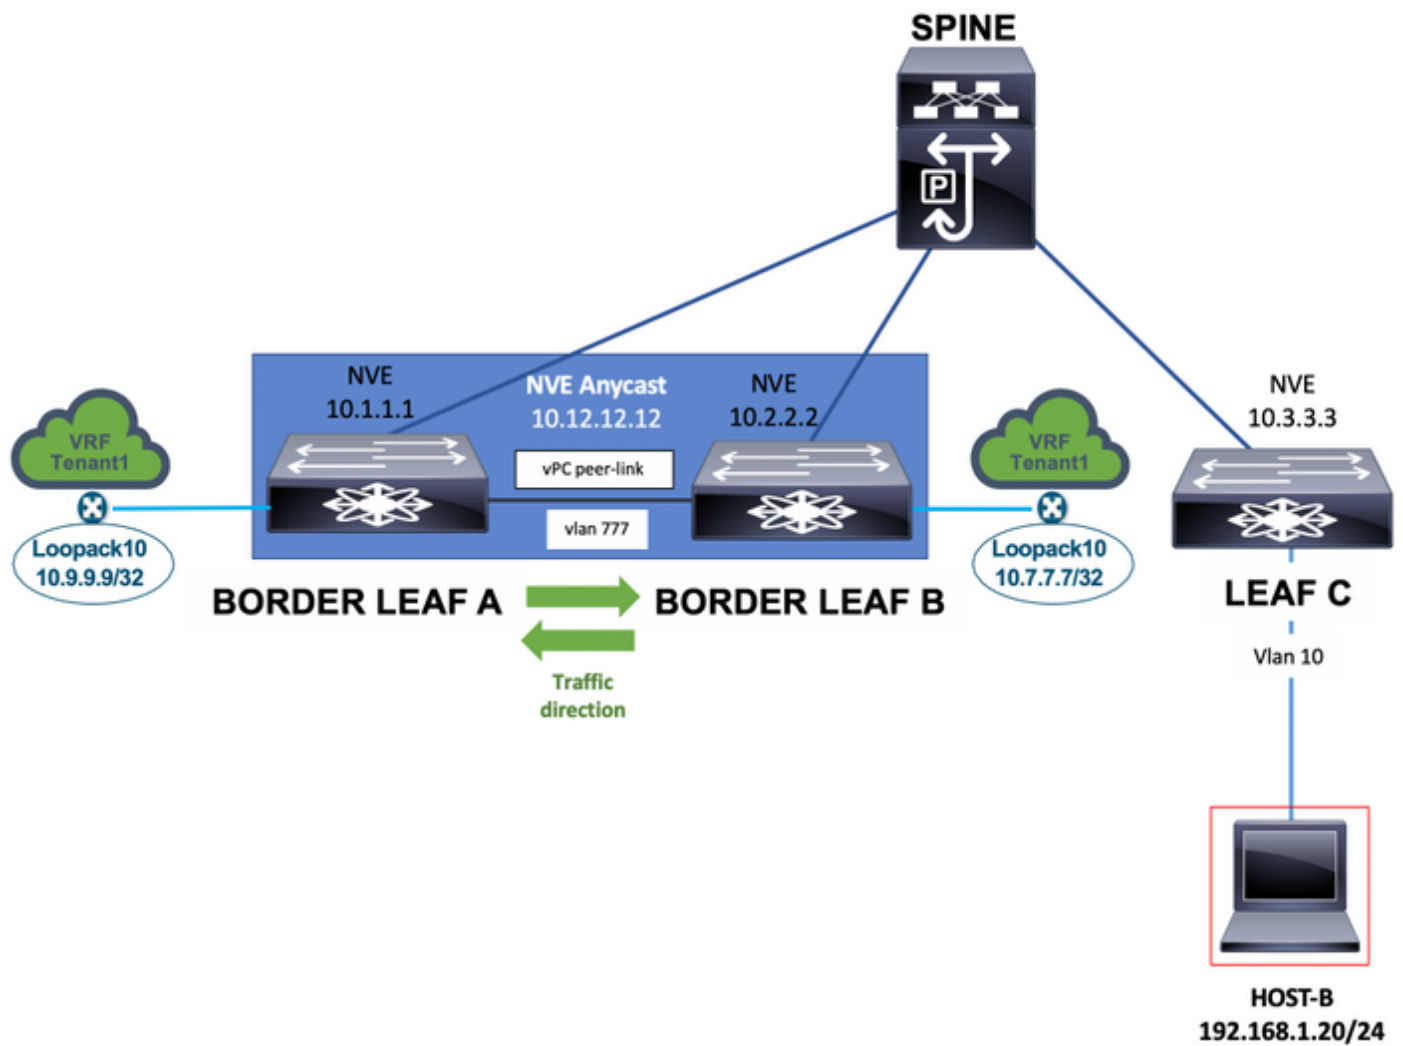 SPINE
P
NVE
10.1.1.1
NVE Anycast
10.12.12.12
NVE
10.2.2.2
NVE
10.3.3.3
VRF
Tenant1
vPC peer-link
vlan 777
VRF
Tenant1
Loopack10
10.9.9.9/32
Loopack10
10.7.7.7/32
BORDER LEAF A
BORDER LEAF B
LEAF C
Traffic
direction
Vlan 10
HOST-B
192.168.1.20/24